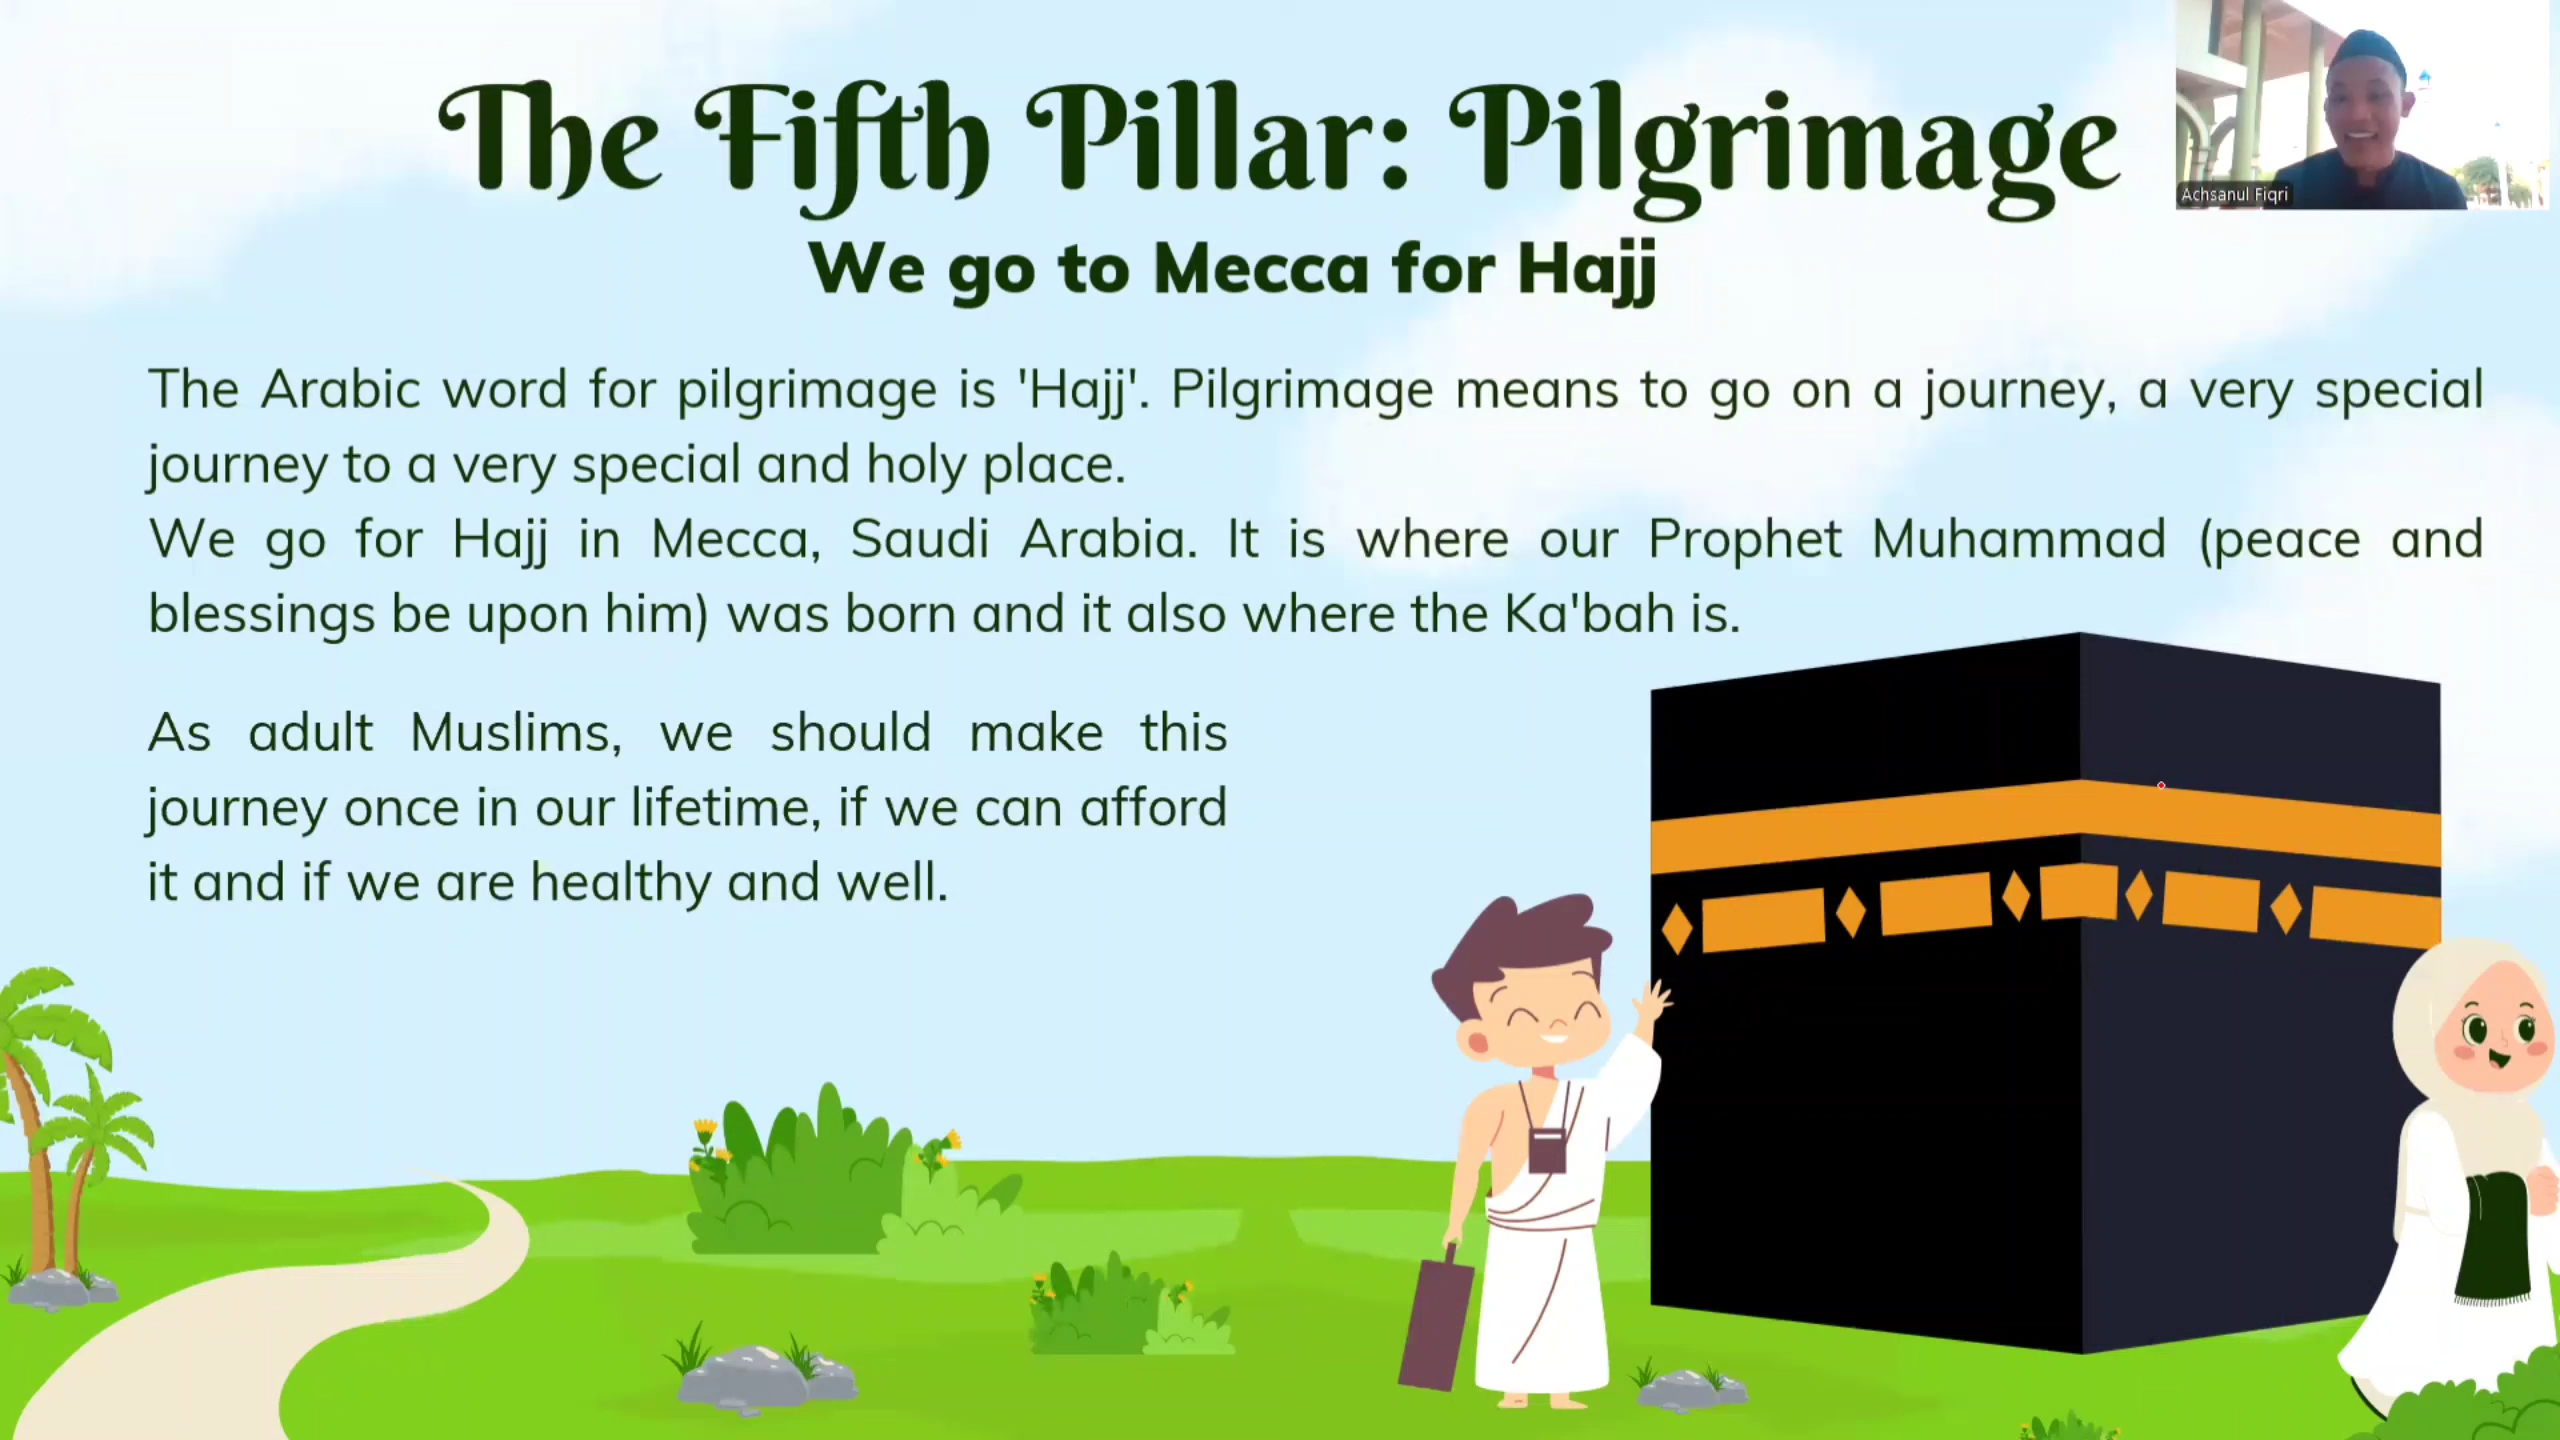 The Fifth Pillar: Pilgrimage
Achsanul Fiqri
We go to Mecca for Hajj
The Arabic word for pilgrimage is 'Hajj'. Pilgrimage means to go on a journey, a very special
journey to a very special and holy place.
We go for Hajj in Mecca, Saudi Arabia. It is where our Prophet Muhammad (peace and
blessings be upon him) was born and it also where the Ka'bah is.
As adult Muslims, we should make this
journey once in our lifetime, if we can afford
it and if we are healthy and well.